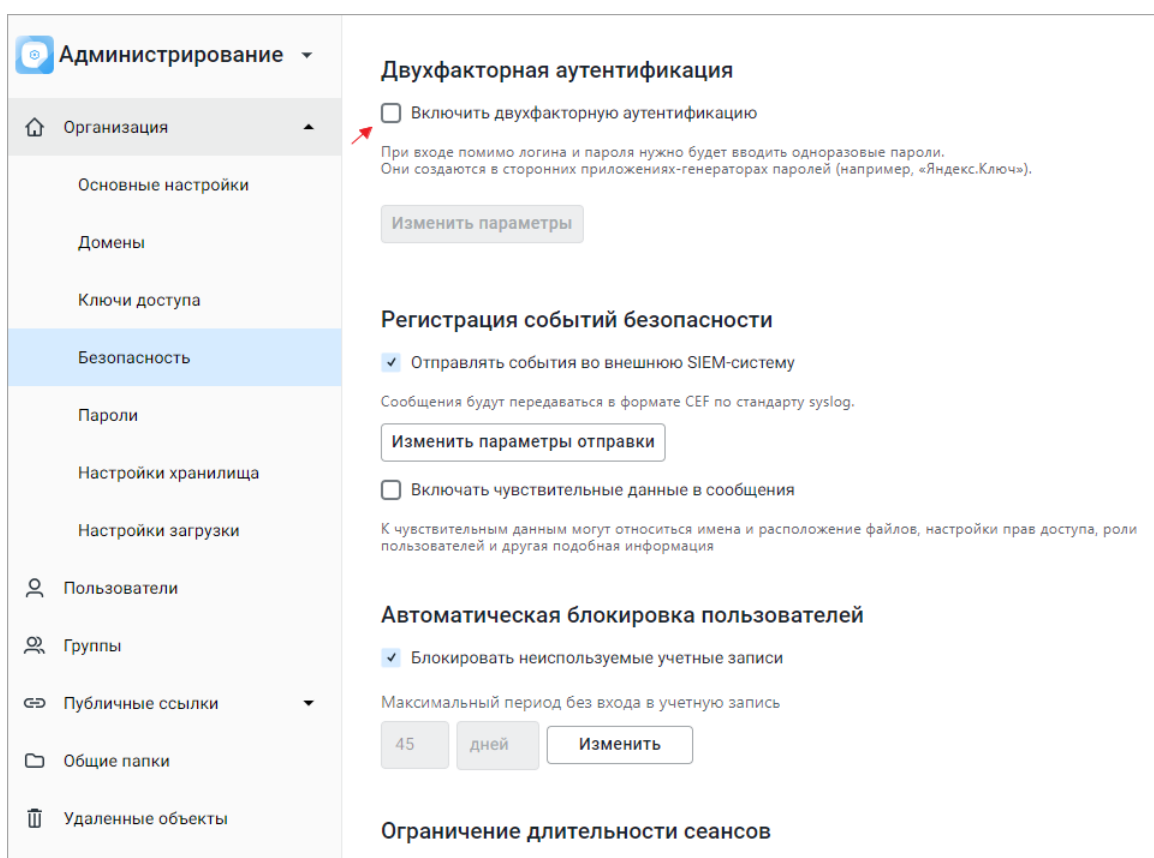 Администрирование
Организация
Основные настройки
Домены
Ключи доступа
Безопасность
Пароли
Настройки хранилища
Настройки загрузки
Пользователи
Группы
Публичные ссылки
Общие папки
Удаленные объекты
Двухфакторная аутентификация
Включить двухфакторную аутентификацию
При входе помимо логина и пароля нужно будет вводить одноразовые пароли.
Они создаются в сторонних приложениях-генераторах паролей (например, «Яндекс.Ключ»).
Изменить параметры
Регистрация событий безопасности
Отправлять события во внешнюю SIEM-систему
Сообщения будут передаваться в формате CEF по стандарту syslog.
Изменить параметры отправки
Включать чувствительные данные в сообщения
К чувствительным данным могут относиться имена и расположение файлов, настройки прав доступа, роли
пользователей и другая подобная информация
Автоматическая блокировка пользователей
Блокировать неиспользуемые учетные записи
Максимальный период без входа в учетную запись
45 дней Изменить
Ограничение длительности сеансов